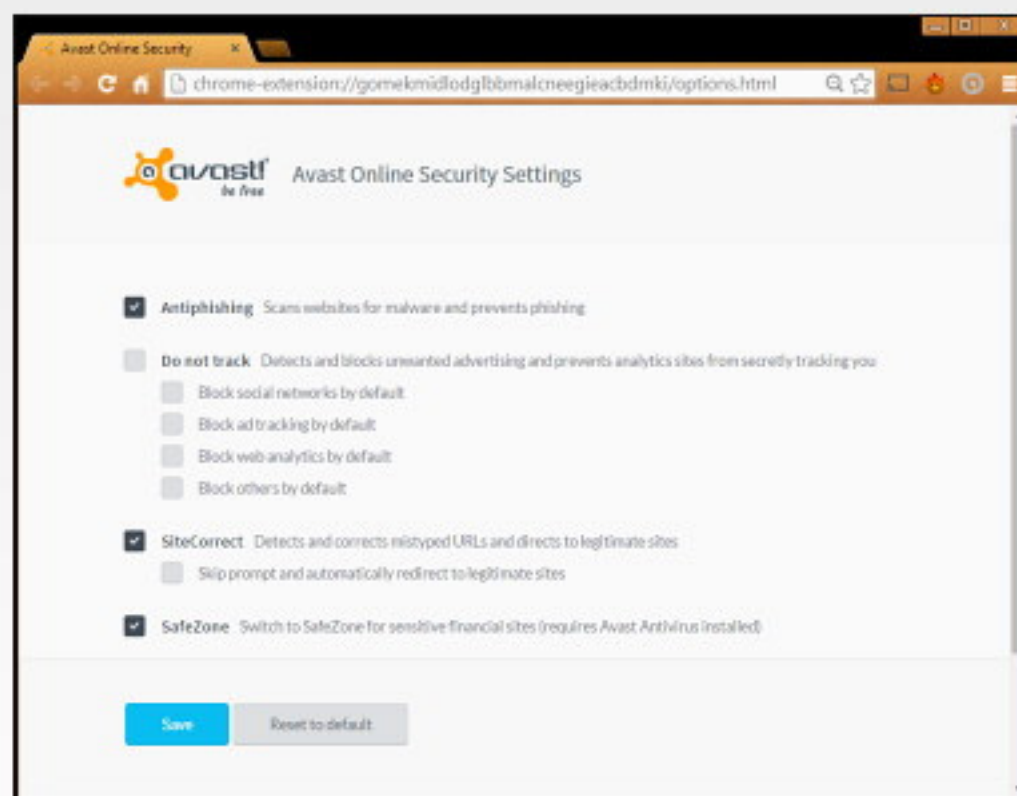 Avast Online Security
chrome-extension://gomekmidlodglbbmalcneegieacbdmki/options.html
avast!
be free
Avast Online Security Settings
Antiphishing Scans websites for malware and prevents phishing
Do not track Detects and blocks unwanted advertising and prevents analytics sites from secretly tracking you
Block social networks by default
Block ad tracking by default
Block web analytics by default
Block others by default
SiteCorrect Detects and corrects mistyped URLs and directs to legitimate sites
Skip prompt and automatically redirect to legitimate sites
SafeZone Switch to SafeZone for sensitive financial sites (requires Avast Antivirus installed)
Save
Reset to default